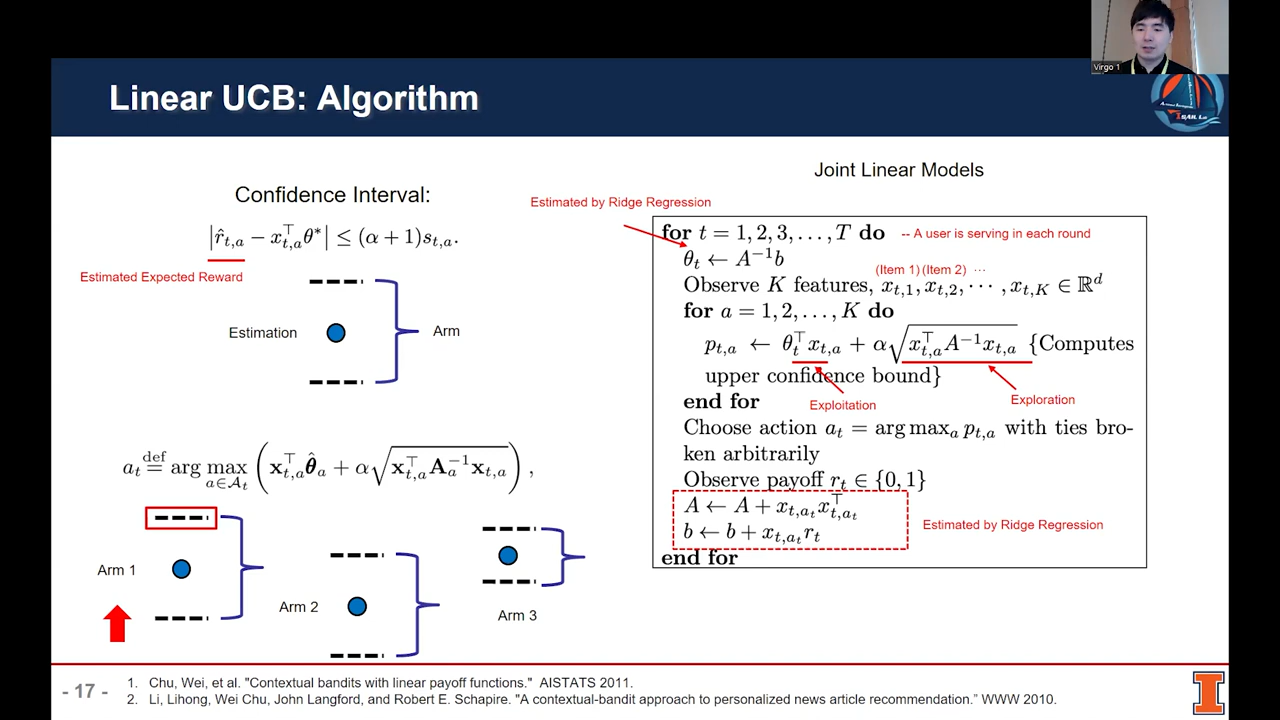 Virgo 1
Linear UCB: Algorithm
Confidence Interval:
|r̂_{t,a} − x_{t,a}^⊤ θ*| ≤ (α + 1)s_{t,a}.
Estimated Expected Reward
Estimation
Arm
a_t ≝ arg max_{a∈𝒜_t} ( x_{t,a}^⊤ θ̂_a + α√(x_{t,a}^⊤ A_a^{−1} x_{t,a}) ) ,
Arm 1
Arm 2
Arm 3
Joint Linear Models
Estimated by Ridge Regression
for t = 1, 2, 3, . . . , T do
-- A user is serving in each round
θ_t ← A^{−1}b
(Item 1) (Item 2) ...
Observe K features, x_{t,1}, x_{t,2}, · · · , x_{t,K} ∈ ℝ^d
for a = 1, 2, . . . , K do
p_{t,a} ← θ_t^⊤ x_{t,a} + α√(x_{t,a}^⊤ A^{−1} x_{t,a}) {Computes
upper confidence bound}
Exploitation
Exploration
end for
Choose action a_t = arg max_a p_{t,a} with ties bro-
ken arbitrarily
Observe payoff r_t ∈ {0, 1}
A ← A + x_{t,a_t} x_{t,a_t}^⊤
b ← b + x_{t,a_t} r_t
Estimated by Ridge Regression
end for
- 17 -
1. Chu, Wei, et al. "Contextual bandits with linear payoff functions." AISTATS 2011.
2. Li, Lihong, Wei Chu, John Langford, and Robert E. Schapire. "A contextual-bandit approach to personalized news article recommendation." WWW 2010.